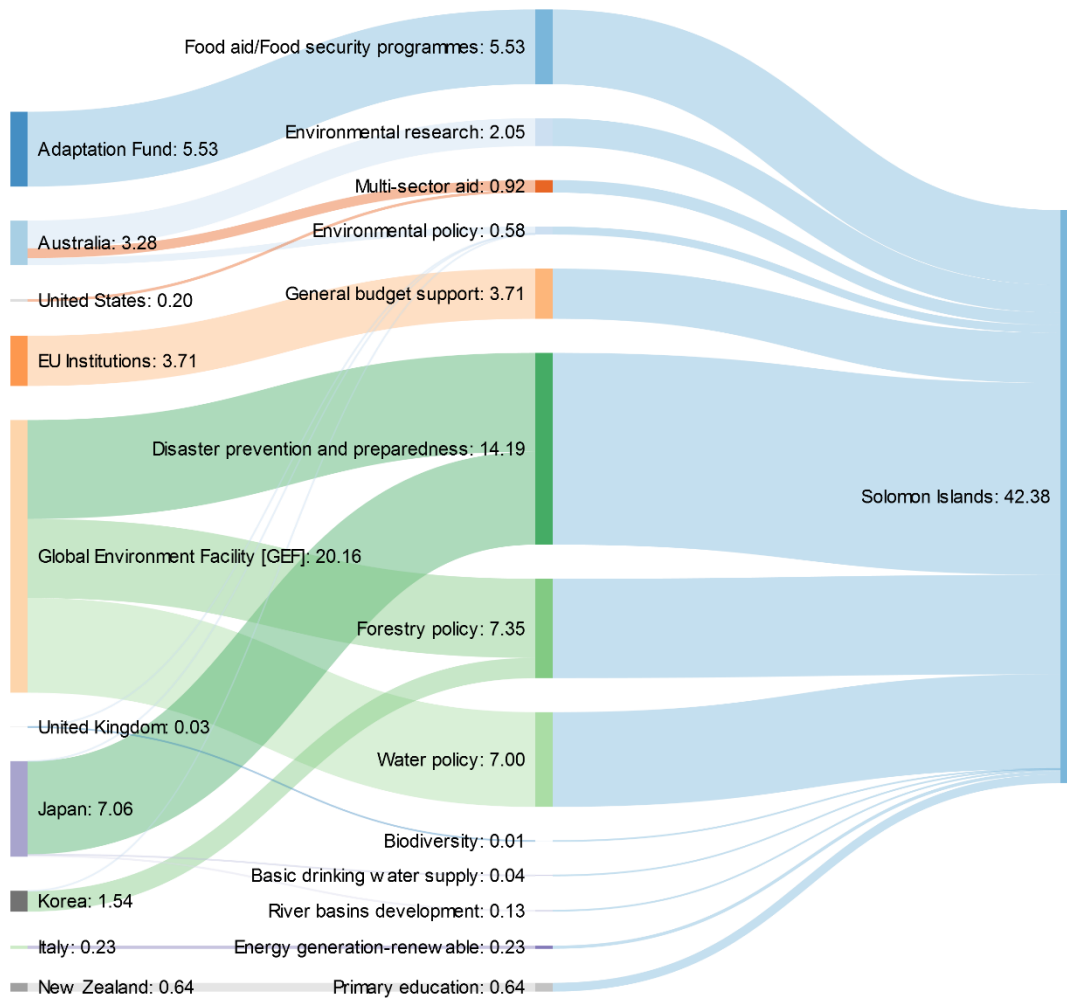 Food aid/Food security programmes: 5.53
Environmental research: 2.05
Adaptation Fund: 5.53
Multi-sector aid: 0.92
Environmental policy: 0.58
Australia: 3.28
General budget support: 3.71
United States: 0.20
EU Institutions: 3.71
Disaster prevention and preparedness: 14.19
Solomon Islands: 42.38
Global Environment Facility [GEF]: 20.16
Forestry policy: 7.35
United Kingdom: 0.03
Water policy: 7.00
Japan: 7.06
Biodiversity: 0.01
Basic drinking water supply: 0.04
Korea: 1.54
River basins development: 0.13
Italy: 0.23
Energy generation-renewable: 0.23
New Zealand: 0.64
Primary education: 0.64